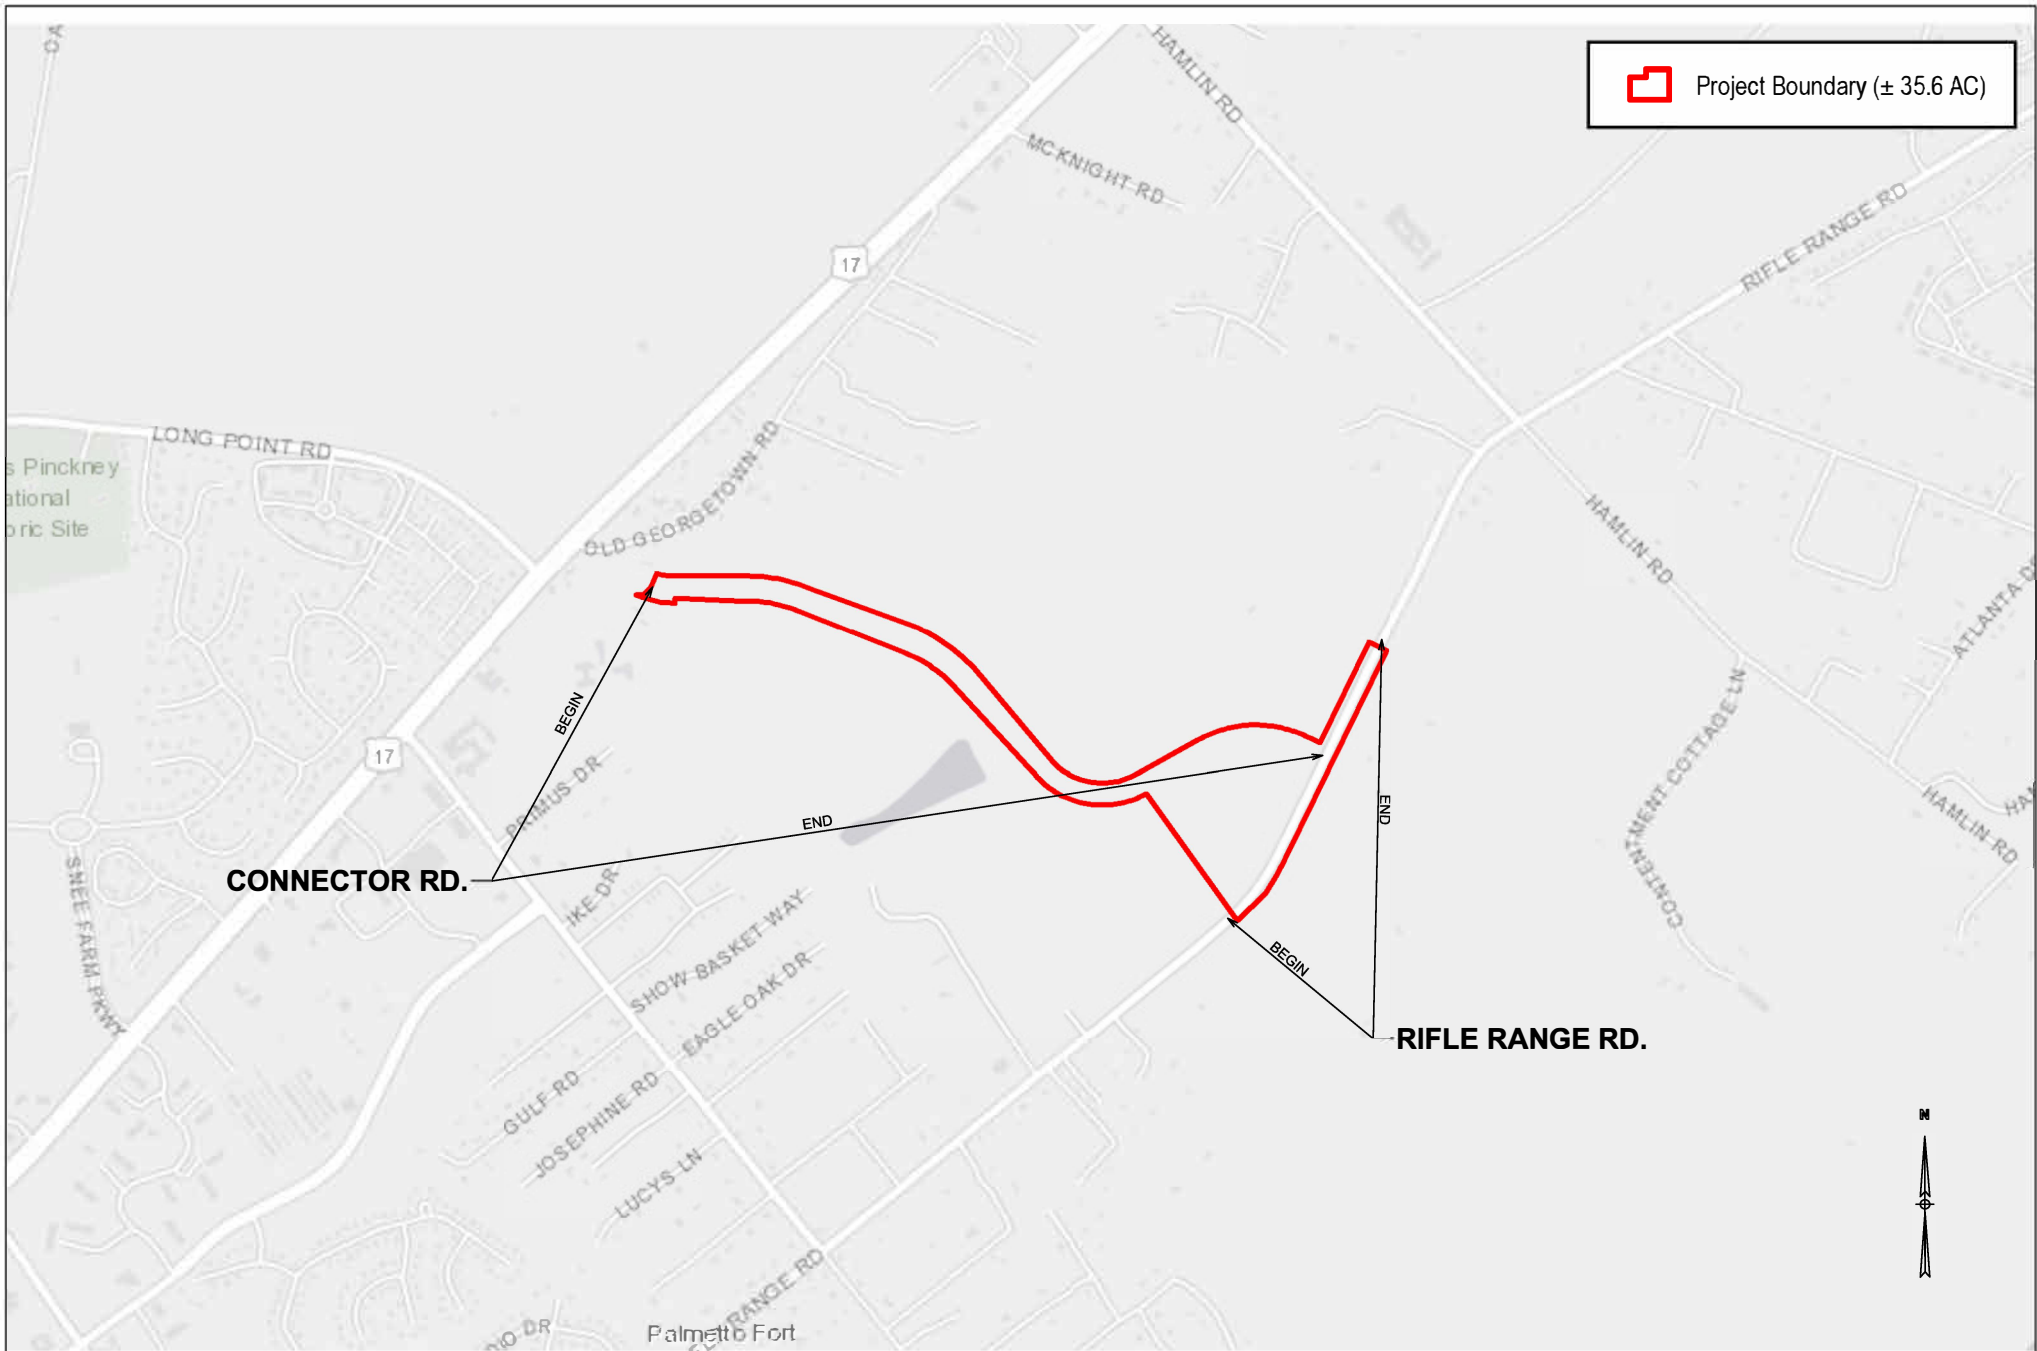 HAMLIN RD
Project Boundary (± 35.6 AC)
MCKNIGHT RD
RIFLE RANGE RD
17
LONG POINT RD
s Pinckney
ational
oric Site
OLD GEORGETOWN RD
HAMLIN RD
ATLANTA D
CONTENTMENT COTTAGE LN
BEGIN
17
PRIMUS DR
END
END
HAMLIN RD
HAM
CONNECTOR RD.
SNEE FARM PKWY
IKE DR
SHOW BASKET WAY
EAGLE OAK DR
BEGIN
RIFLE RANGE RD.
GULF RD
JOSEPHINE RD
LUCYS LN
N
RANGE RD
DR
Palmetto Fort